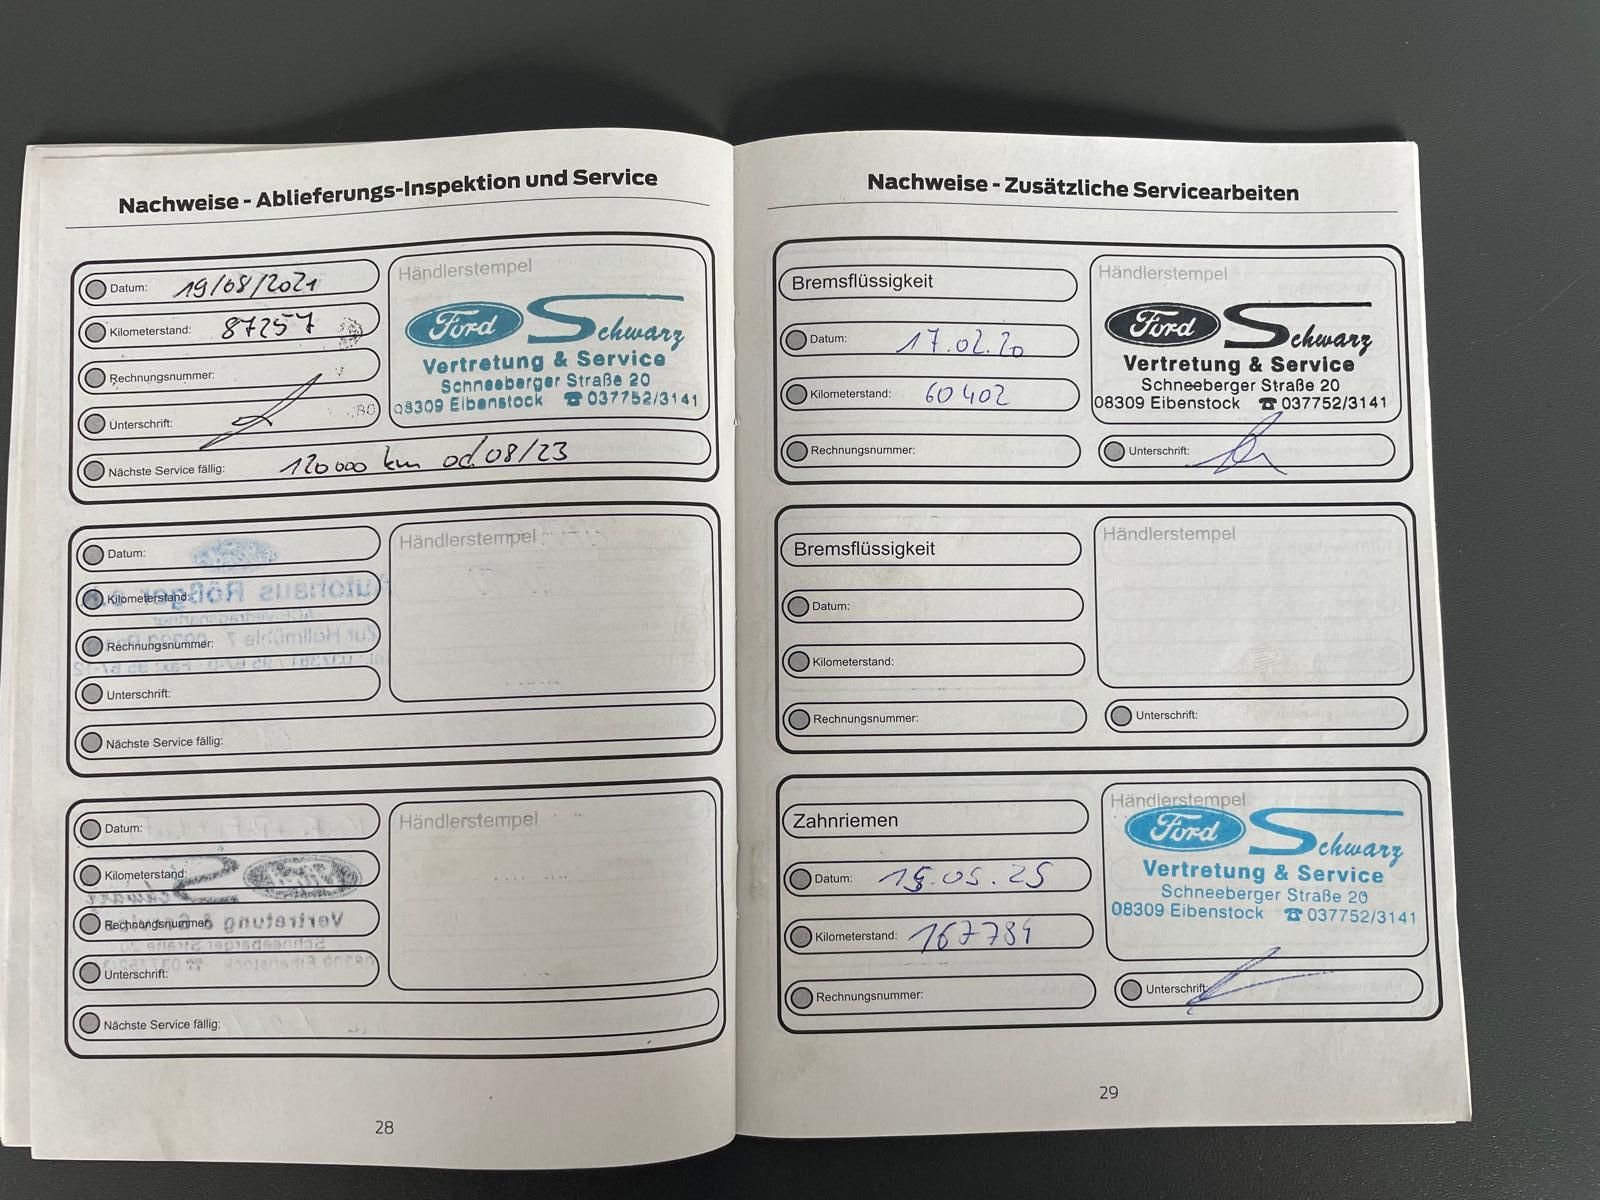 Nachweise - Ablieferungs-Inspektion und Service
Datum: 19/08/2021
Kilometerstand: 87257
Rechnungsnummer:
Unterschrift:
Nächste Service fällig: 120000 km od. 08/23
Händlerstempel
Ford Schwarz
Vertretung & Service
Schneeberger Straße 20
08309 Eibenstock ☎ 037752/3141
Datum:
Kilometerstand:
Rechnungsnummer:
Unterschrift:
Nächste Service fällig:
Händlerstempel
Datum:
Kilometerstand:
Rechnungsnummer:
Unterschrift:
Nächste Service fällig:
Händlerstempel
28
Nachweise - Zusätzliche Servicearbeiten
Bremsflüssigkeit
Datum: 17.02.20
Kilometerstand: 60402
Rechnungsnummer:
Händlerstempel
Ford Schwarz
Vertretung & Service
Schneeberger Straße 20
08309 Eibenstock ☎ 037752/3141
Unterschrift:
Bremsflüssigkeit
Datum:
Kilometerstand:
Rechnungsnummer:
Händlerstempel
Unterschrift:
Zahnriemen
Datum:
Kilometerstand:
Rechnungsnummer:
Händlerstempel
Ford Schwarz
Vertretung & Service
Schneeberger Straße 20
08309 Eibenstock ☎ 037752/3141
Unterschrift:
29